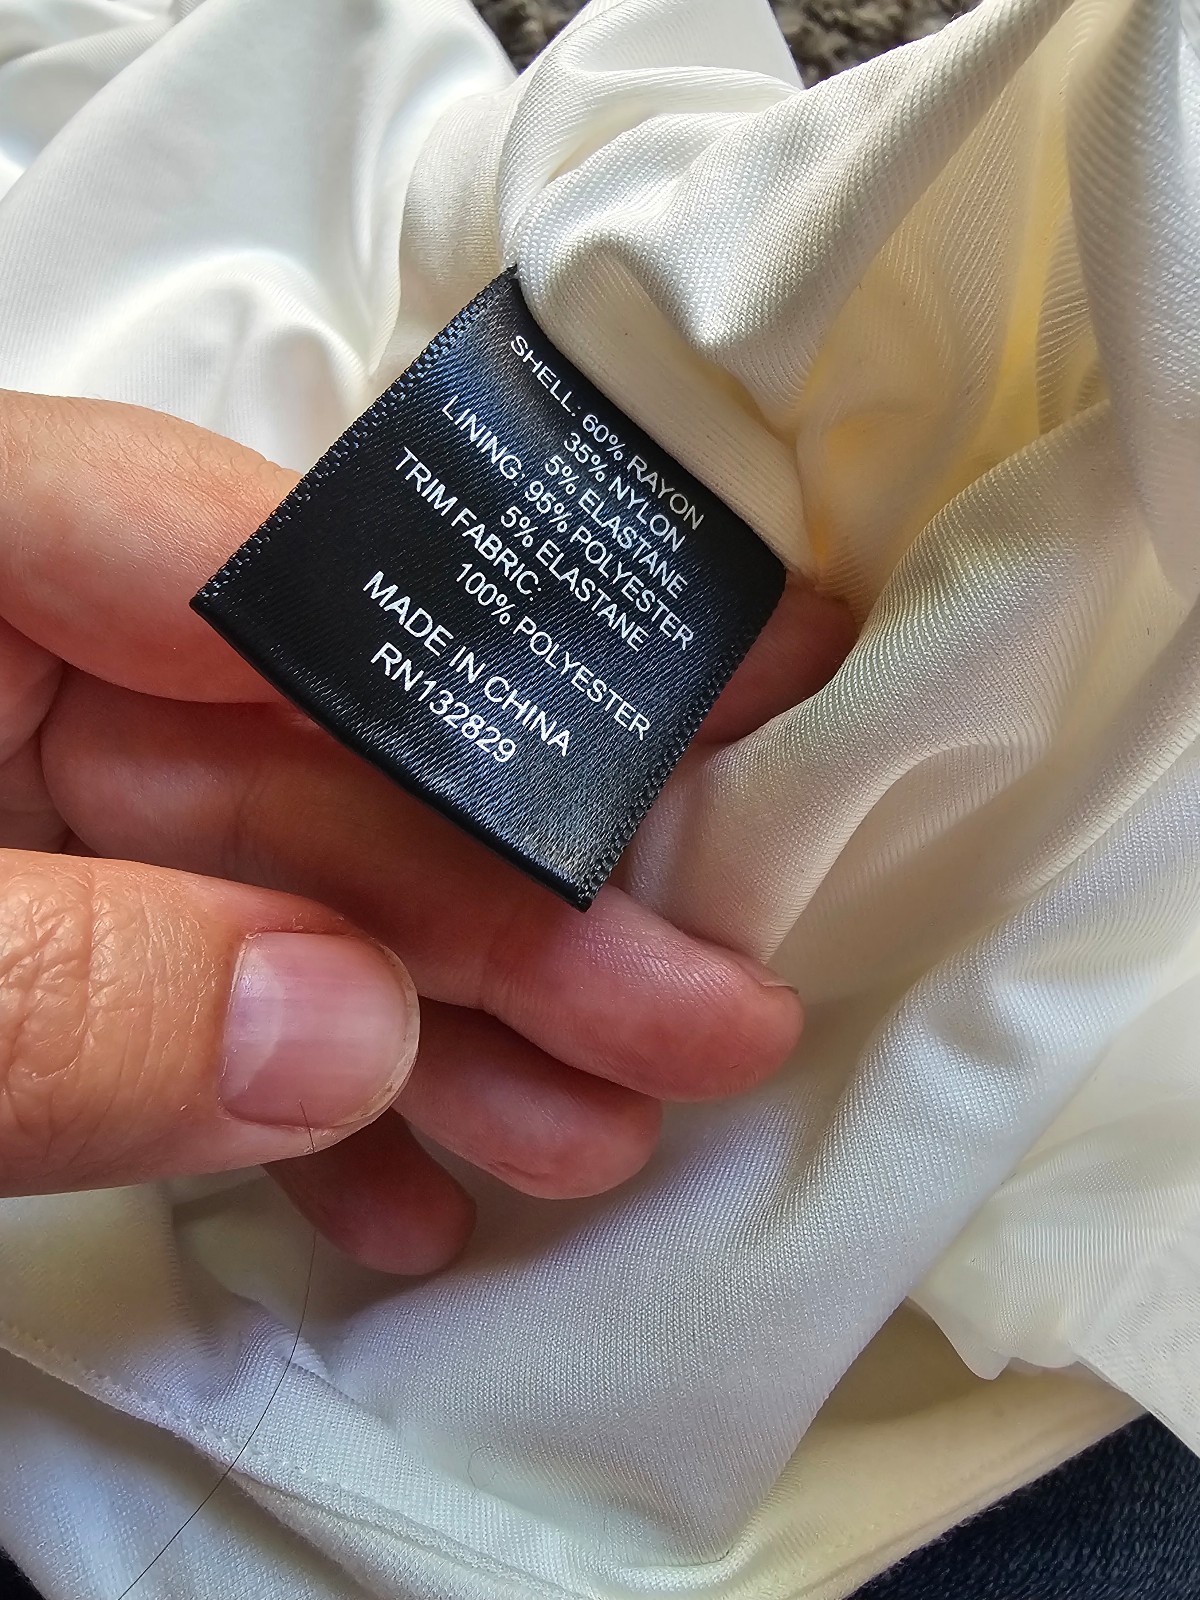 SHELL: 60% RAYON
35% NYLON
5% ELASTANE
LINING: 95% POLYESTER
5% ELASTANE
TRIM FABRIC:
100% POLYESTER
MADE IN CHINA
RN132829